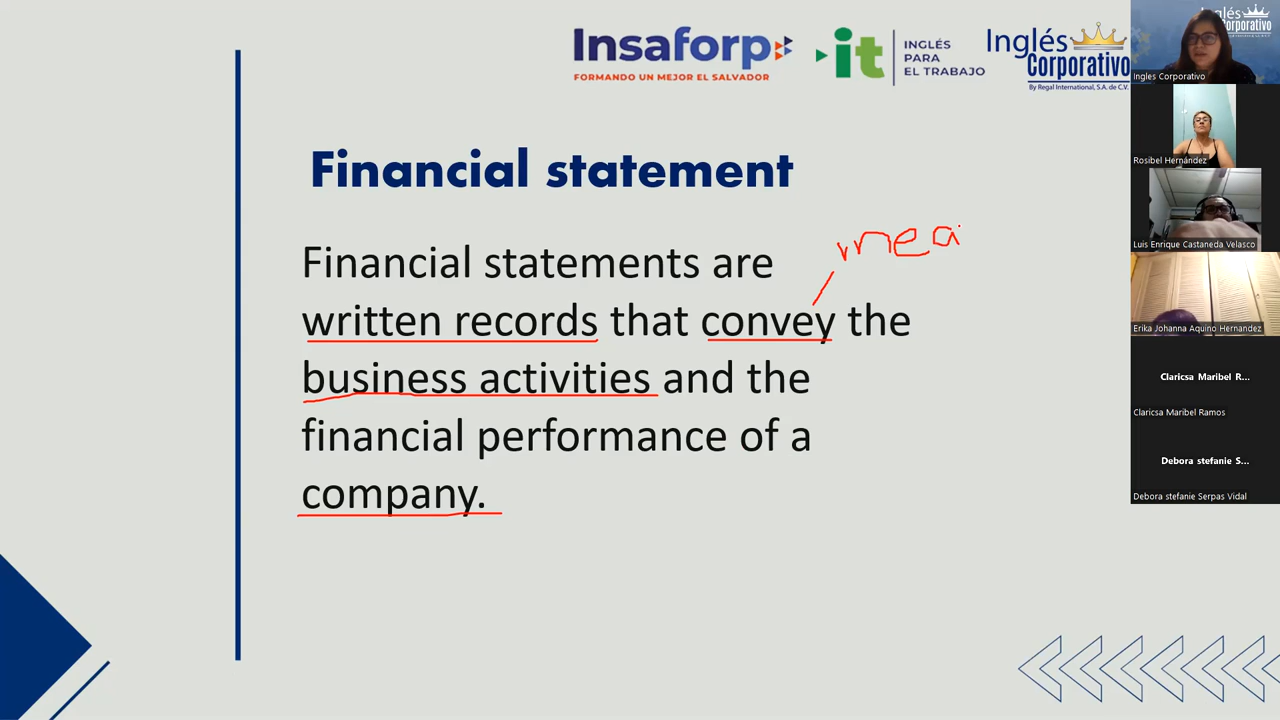 Insaforp
FORMANDO UN MEJOR EL SALVADOR
it
INGLÉS
PARA
EL TRABAJO
Inglés
Corporativo
By Regal International, S.A. de C.V.
Financial statement
mea
Financial statements are
written records that convey the
business activities and the
financial performance of a
company.
Inglés
Corporativo
Ingles Corporativo
Rosibel Hernández
Luis Enrique Castaneda Velasco
Erika Johanna Aquino Hernandez
Claricsa Maribel R...
Claricsa Maribel Ramos
Debora stefanie S...
Debora stefanie Serpas Vidal